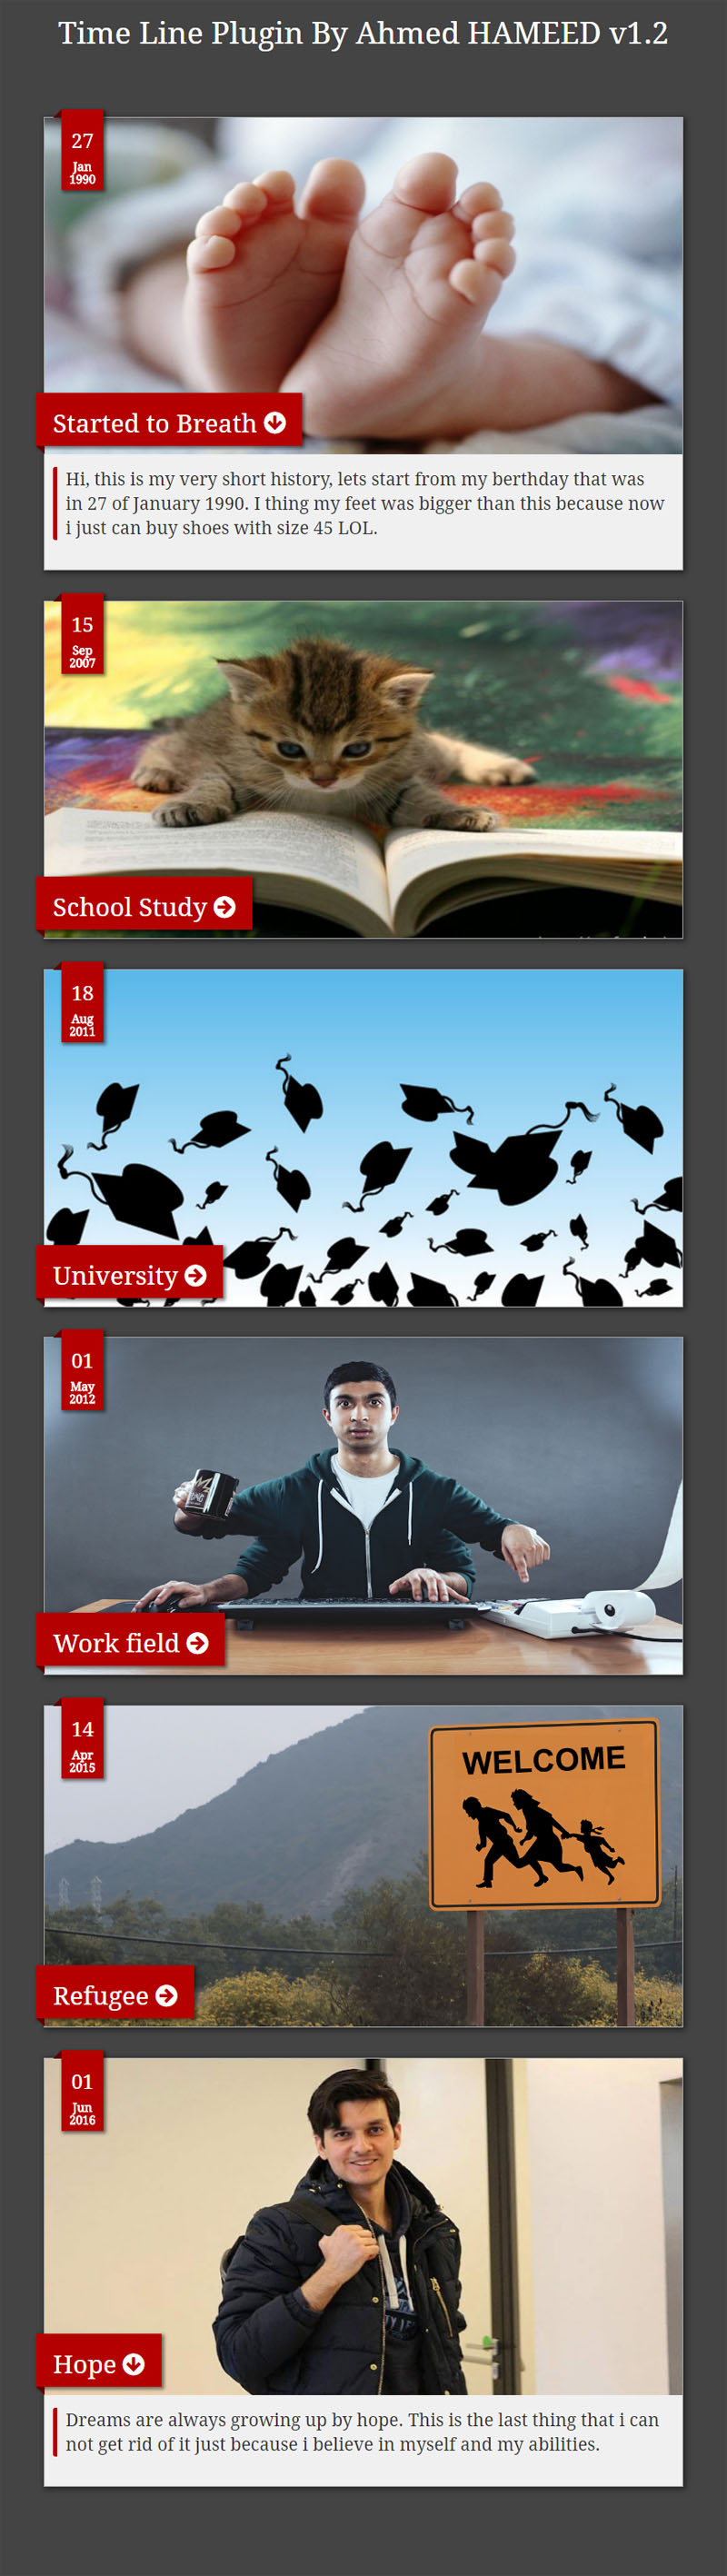 Time Line Plugin By Ahmed HAMEED v1.2
27
Jan
1990
Started to Breath
Hi, this is my very short history, lets start from my berthday that was
in 27 of January 1990. I thing my feet was bigger than this because now
i just can buy shoes with size 45 LOL.
15
Sep
2007
School Study
18
Aug
2011
University
01
May
2012
Work field
14
Apr
2015
WELCOME
Refugee
01
Jun
2016
Hope
Dreams are always growing up by hope. This is the last thing that i can
not get rid of it just because i believe in myself and my abilities.